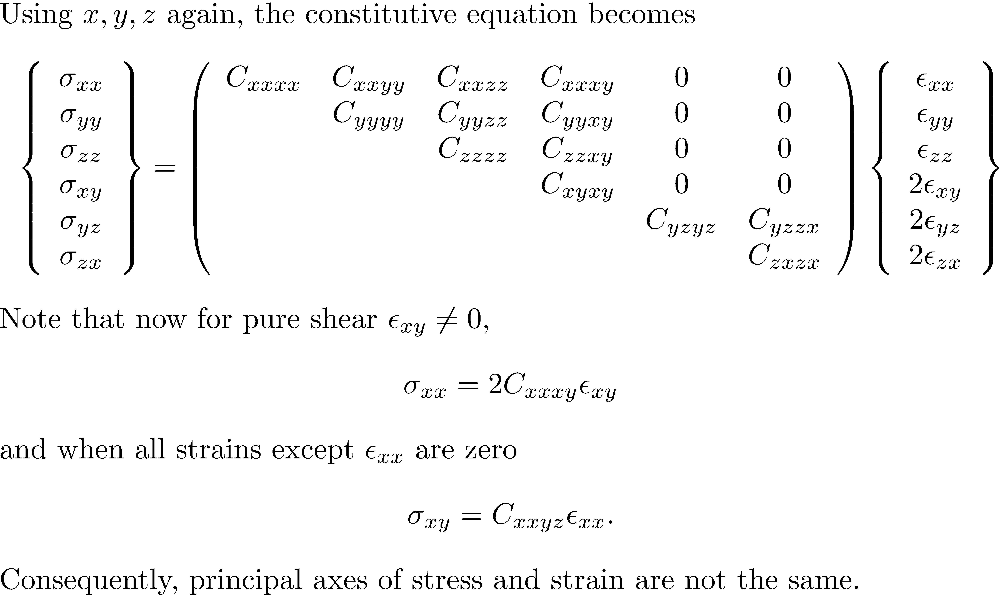 Using $x, y, z$ again, the constitutive equation becomes
$$\left\{ \begin{array}{c} \sigma_{xx} \\ \sigma_{yy} \\ \sigma_{zz} \\ \sigma_{xy} \\ \sigma_{yz} \\ \sigma_{zx} \end{array} \right\} = \left( \begin{array}{cccccc} C_{xxxx} & C_{xxyy} & C_{xxzz} & C_{xxxy} & 0 & 0 \\ & C_{yyyy} & C_{yyzz} & C_{yyxy} & 0 & 0 \\ & & C_{zzzz} & C_{zzxy} & 0 & 0 \\ & & & C_{xyxy} & 0 & 0 \\ & & & & C_{yzyz} & C_{yzzx} \\ & & & & & C_{zxzx} \end{array} \right) \left\{ \begin{array}{c} \epsilon_{xx} \\ \epsilon_{yy} \\ \epsilon_{zz} \\ 2\epsilon_{xy} \\ 2\epsilon_{yz} \\ 2\epsilon_{zx} \end{array} \right\}$$
Note that now for pure shear $\epsilon_{xy} \neq 0$,
$$\sigma_{xx} = 2C_{xxxy}\epsilon_{xy}$$
and when all strains except $\epsilon_{xx}$ are zero
$$\sigma_{xy} = C_{xxyz}\epsilon_{xx}.$$
Consequently, principal axes of stress and strain are not the same.